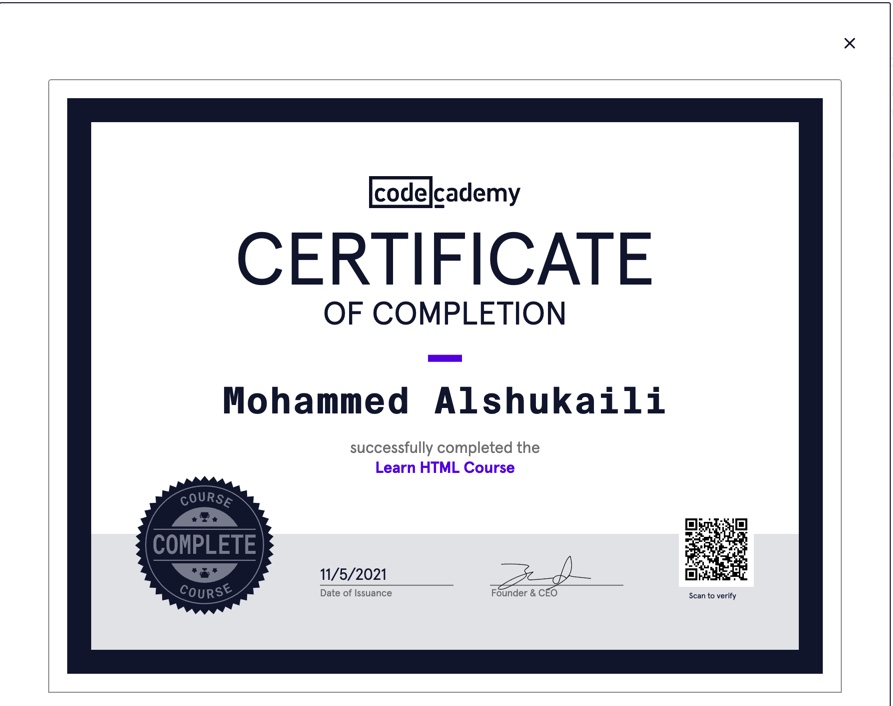 codecademy
CERTIFICATE
OF COMPLETION
Mohammed Alshukaili
successfully completed the
Learn HTML Course
COURSE
COMPLETE
COURSE
11/5/2021
Date of Issuance
Founder & CEO
Scan to verify